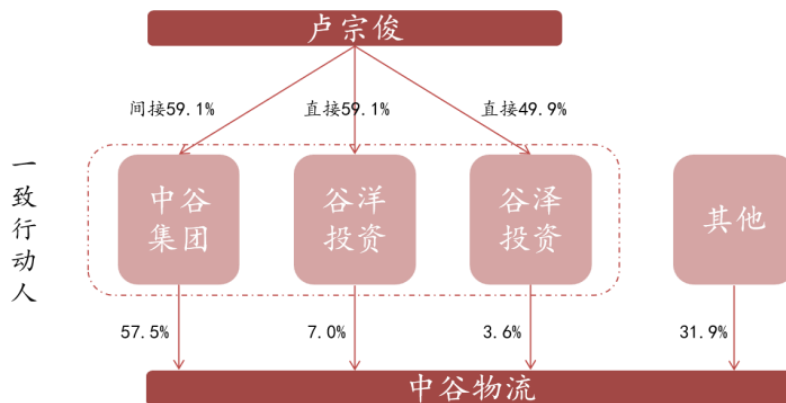 卢宗俊
间接59.1%
直接59.1%
直接49.9%
一致行动人
中谷
集团
谷洋
投资
谷泽
投资
其他
57.5%
7.0%
3.6%
31.9%
中谷物流